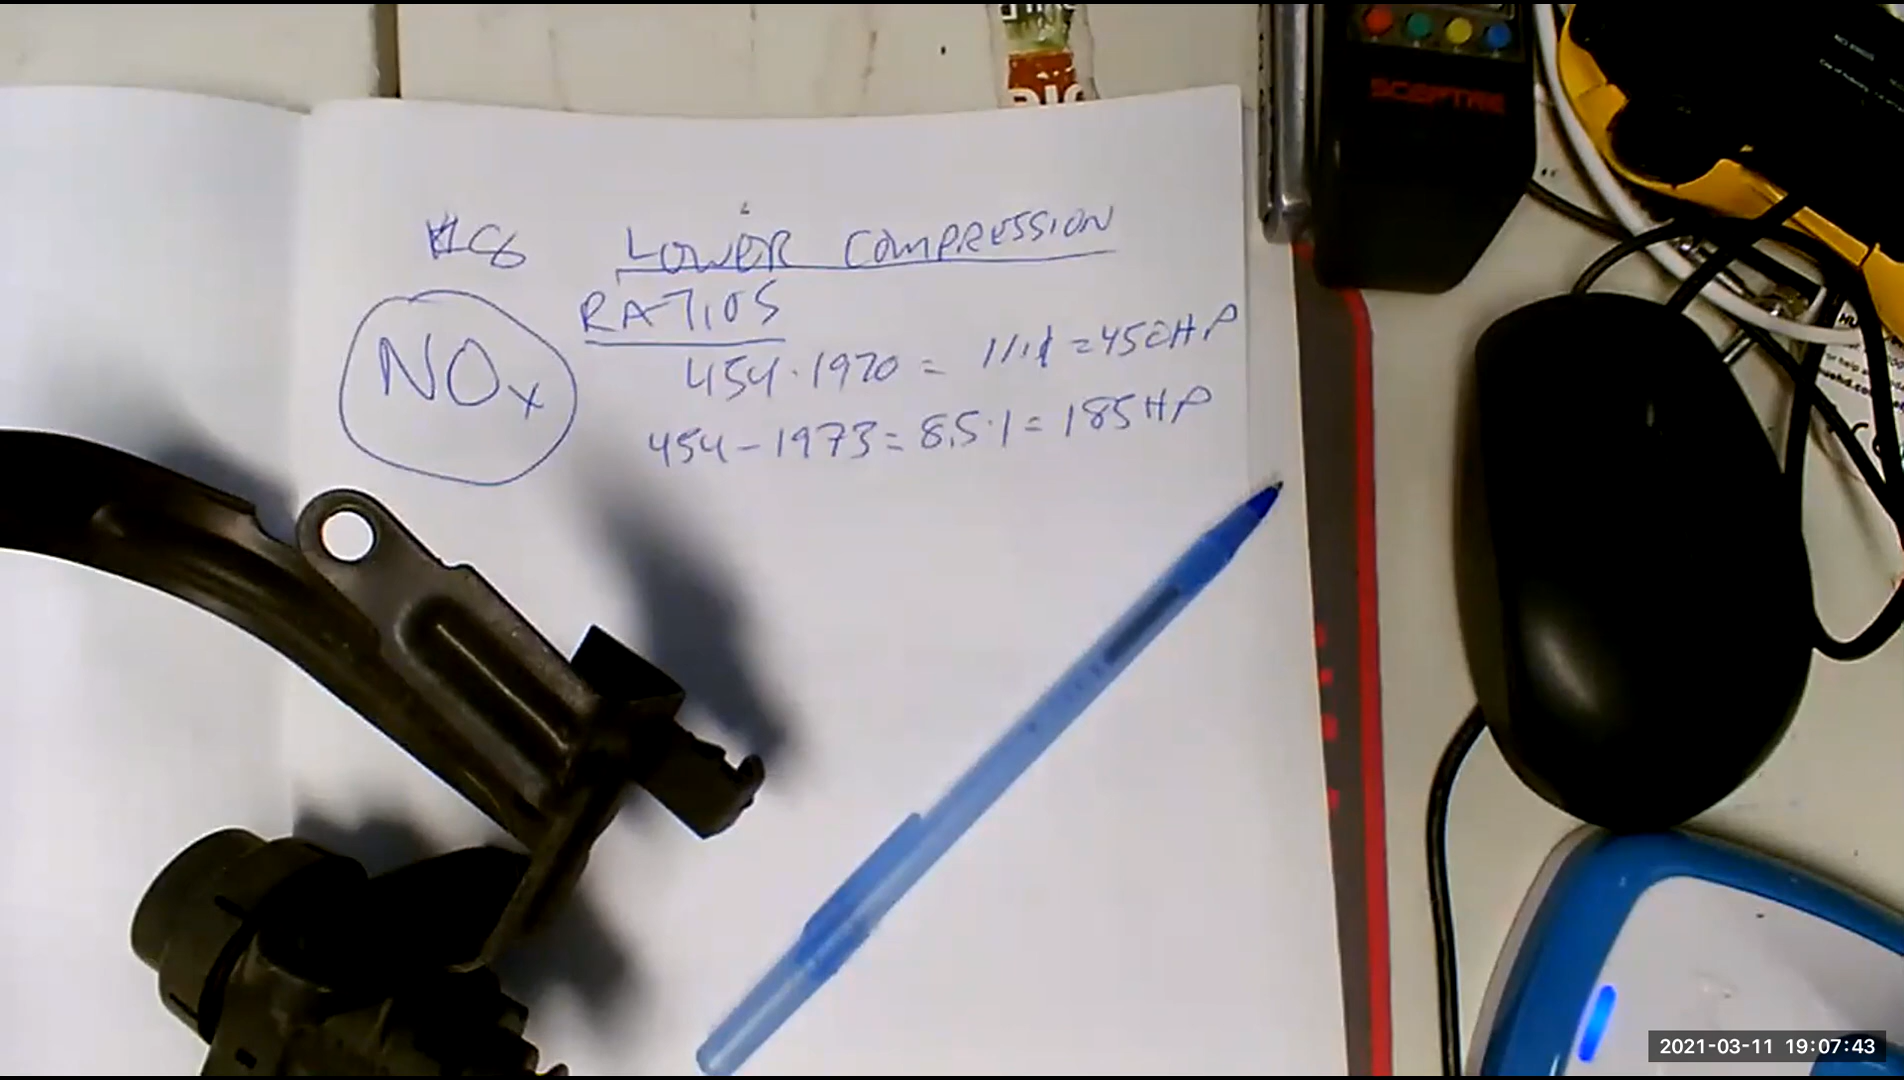 #6 LOWER COMPRESSION
RATIOS
NOx
454 · 1970 = 11:1 = 450HP
454 - 1973 = 8.5:1 = 185HP
SCEPTRE
2021-03-11 19:07:43